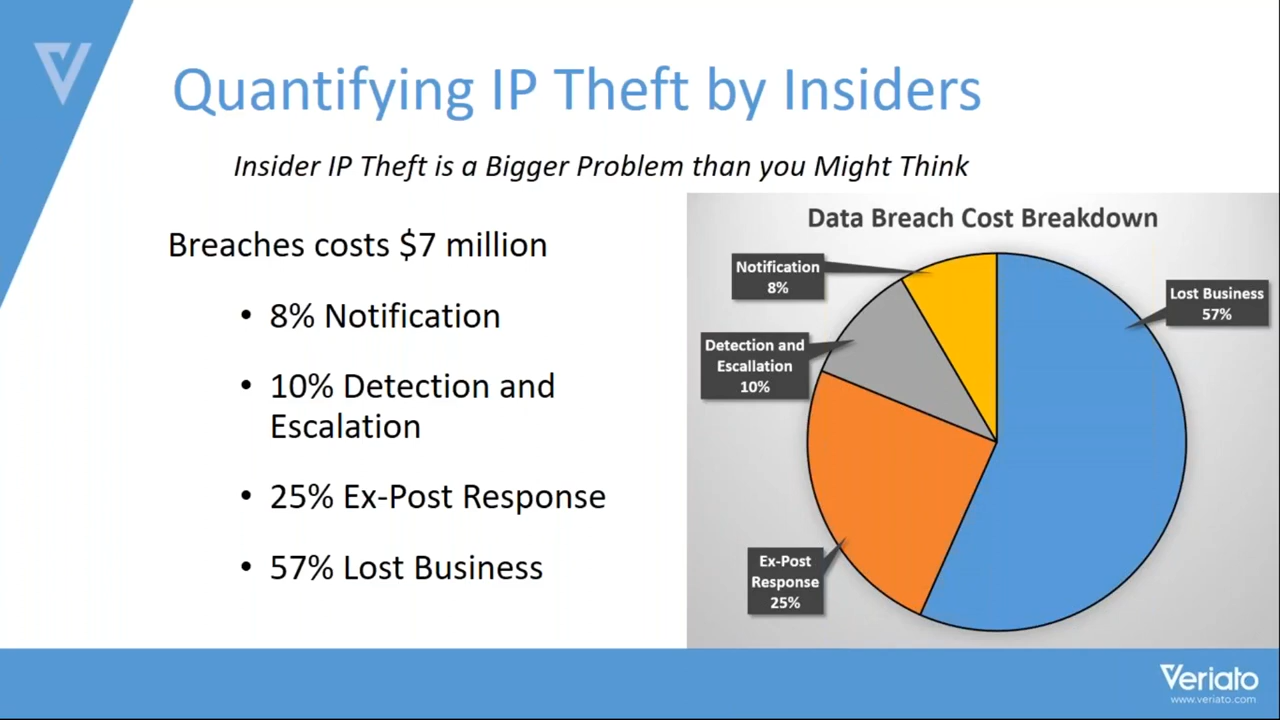 Quantifying IP Theft by Insiders
Insider IP Theft is a Bigger Problem than you Might Think
Breaches costs $7 million
• 8% Notification
• 10% Detection and
Escalation
• 25% Ex-Post Response
• 57% Lost Business
Data Breach Cost Breakdown
Notification
8%
Lost Business
57%
Detection and
Escallation
10%
Ex-Post
Response
25%
Veriato
www.veriato.com